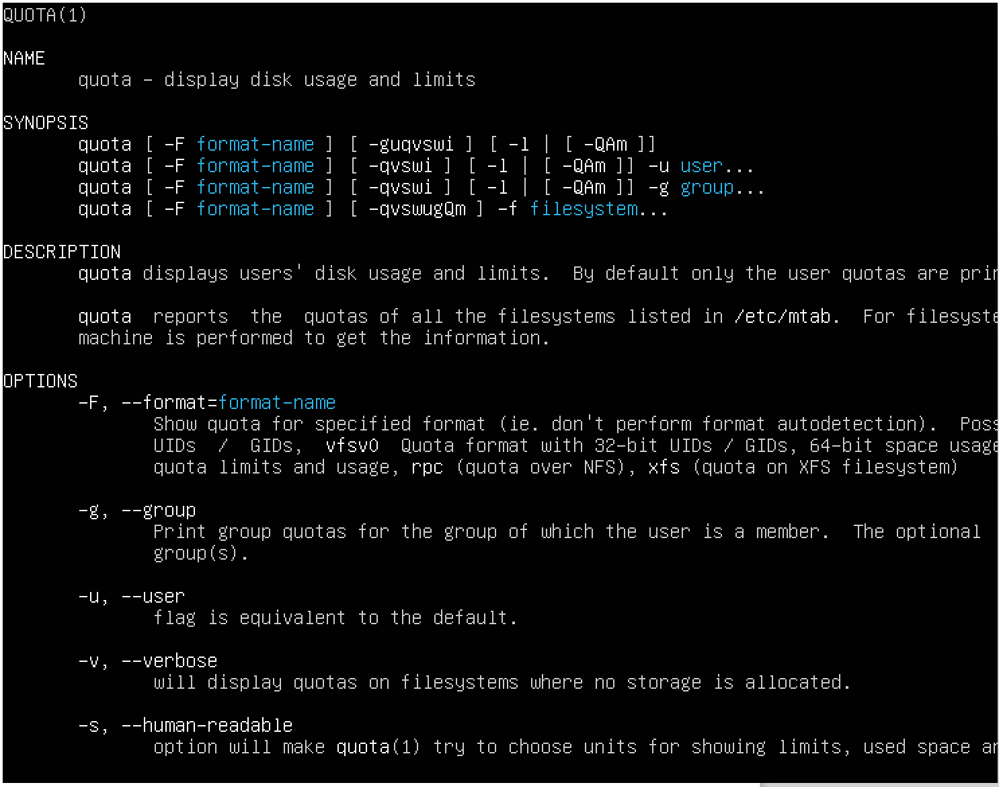 QUOTA(1)
NAME
quota - display disk usage and limits
SYNOPSIS
quota [ -F format-name ] [ -guqvswi ] [ -l | [ -QAm ]]
quota [ -F format-name ] [ -qvswi ] [ -l | [ -QAm ]] -u user...
quota [ -F format-name ] [ -qvswi ] [ -l | [ -QAm ]] -g group...
quota [ -F format-name ] [ -qvswugQm ] -f filesystem...
DESCRIPTION
quota displays users' disk usage and limits.  By default only the user quotas are
quota  reports  the  quotas of all the filesystems listed in /etc/mtab.  For
machine is performed to get the information.
OPTIONS
-F, --format=format-name
Show quota for specified format (ie. don't perform format autodetection).
UIDs  /  GIDs,  vfsv0  Quota format with 32-bit UIDs / GIDs, 64-bit space usage
quota limits and usage, rpc (quota over NFS), xfs (quota on XFS filesystem)
-g, --group
Print group quotas for the group of which the user is a member.  The optional
group(s).
-u, --user
flag is equivalent to the default.
-v, --verbose
will display quotas on filesystems where no storage is allocated.
-s, --human-readable
option will make quota(1) try to choose units for showing limits, used space